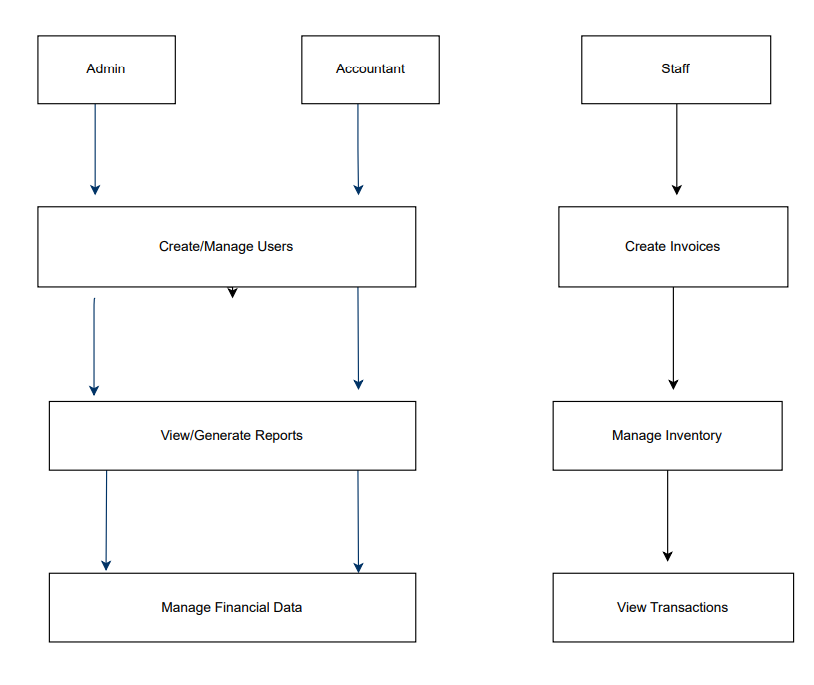 Admin
Accountant
Staff
Create/Manage Users
Create Invoices
View/Generate Reports
Manage Inventory
Manage Financial Data
View Transactions